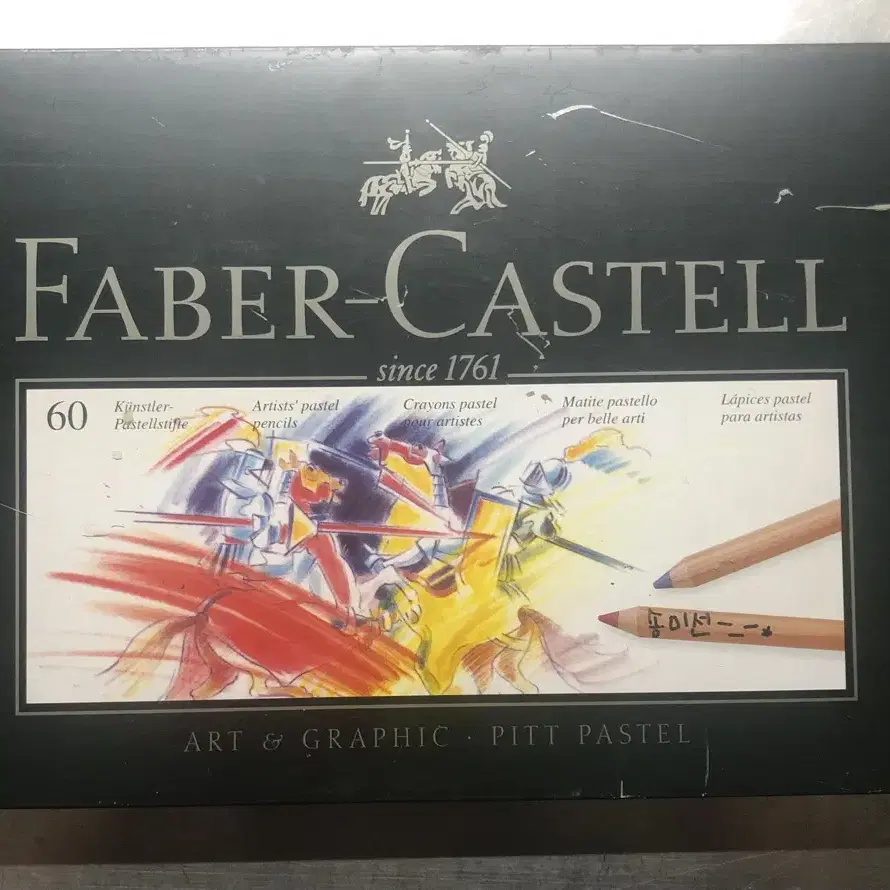 FABER-CASTELL
since 1761
60
Künstler-
Pastellstifte
Artists' pastel
pencils
Crayons pastel
pour artistes
Matite pastello
per belle arti
Lápices pastel
para artistas
ART & GRAPHIC · PITT PASTEL